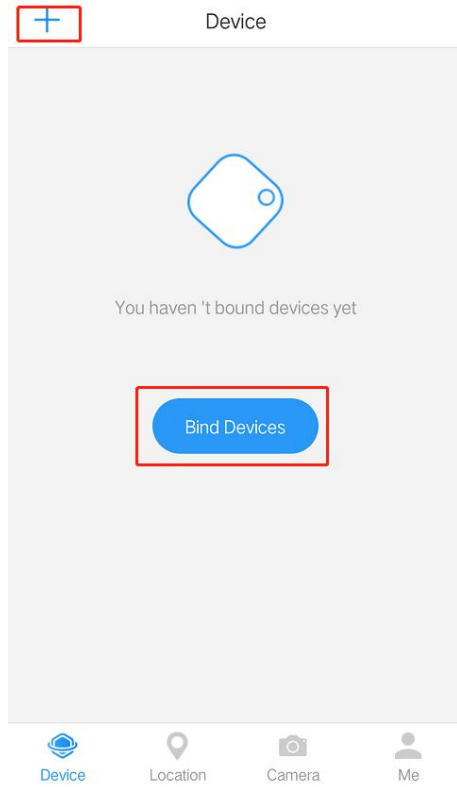 Device
You haven 't bound devices yet
Bind Devices
Device Location Camera Me